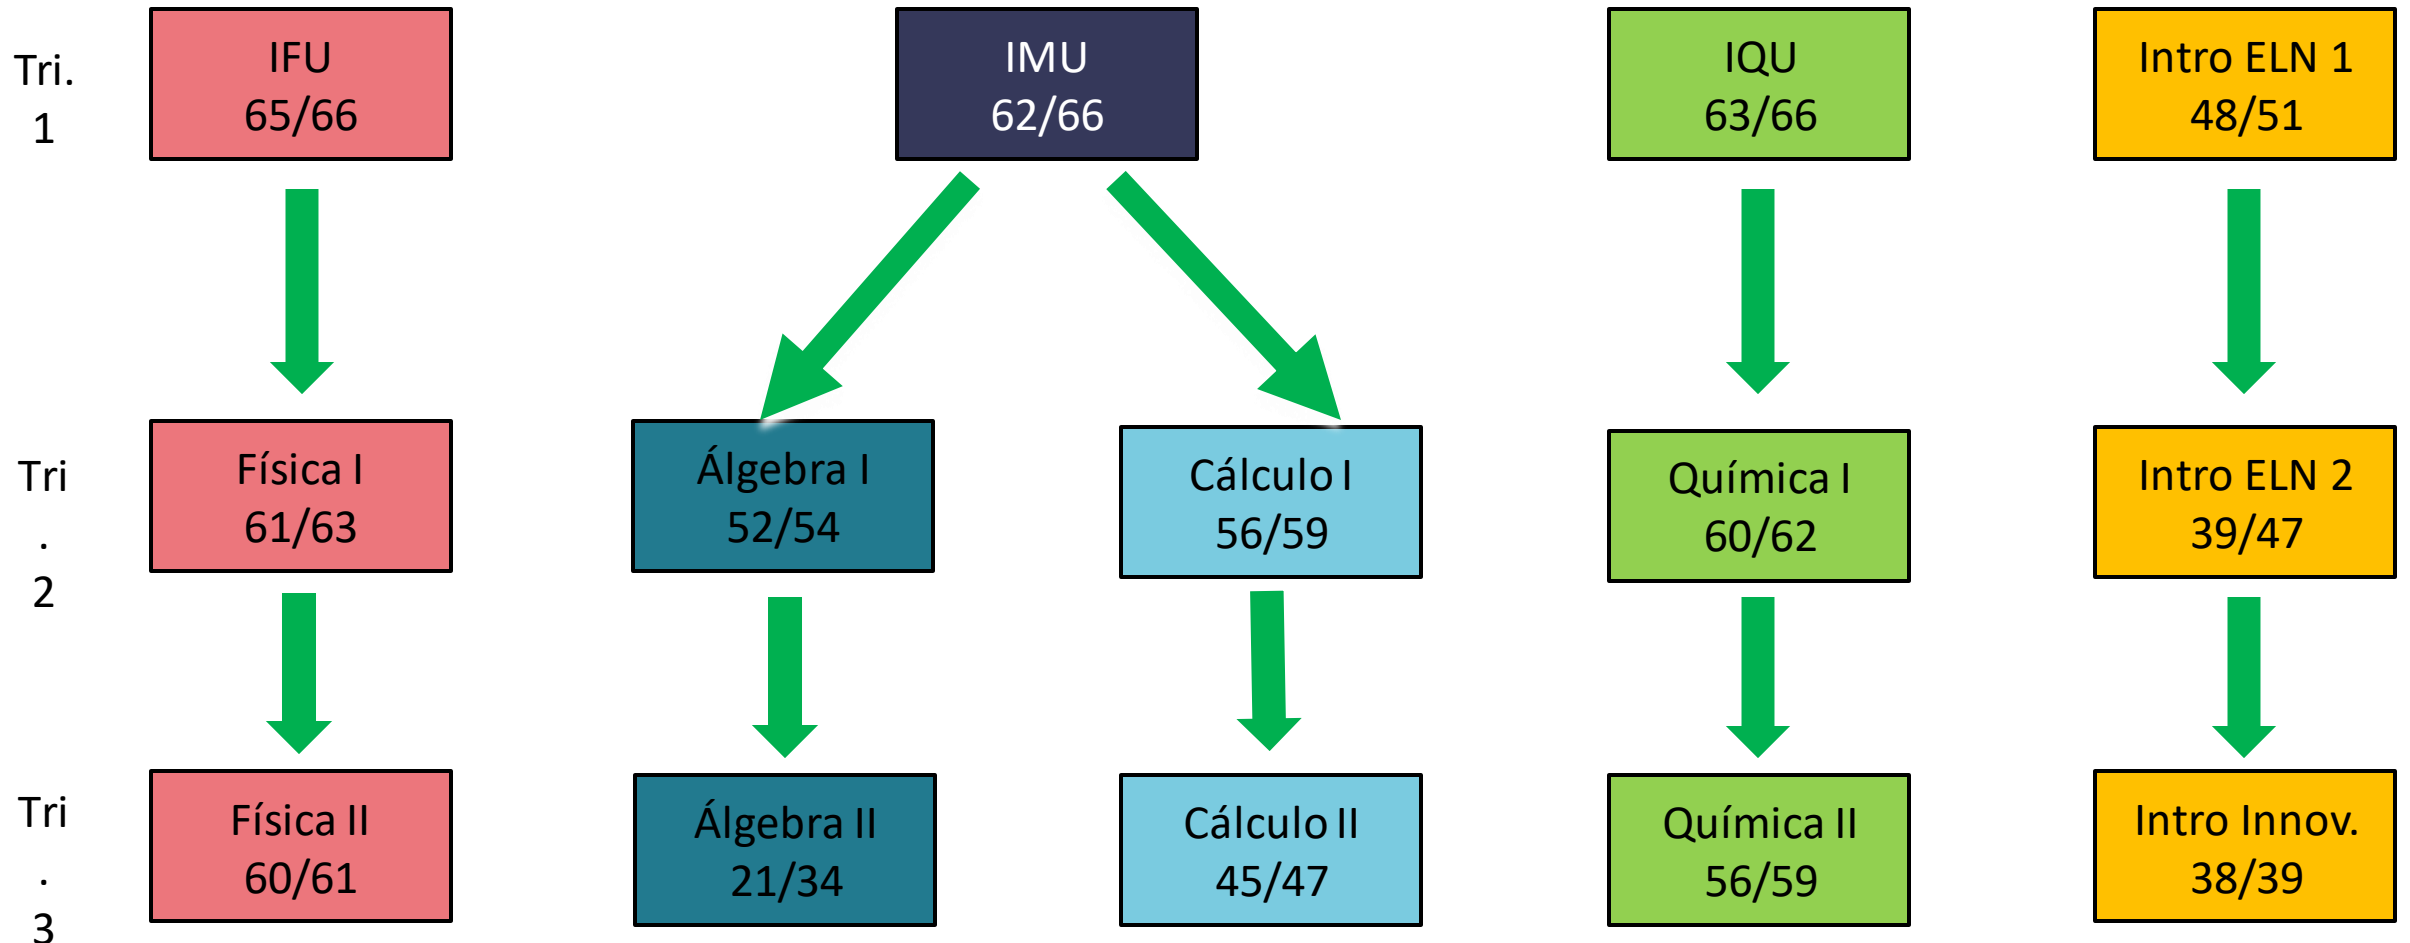 Tri.
1
IFU
65/66
IMU
62/66
IQU
63/66
Intro ELN 1
48/51
Tri
.
2
Física I
61/63
Álgebra I
52/54
Cálculo I
56/59
Química I
60/62
Intro ELN 2
39/47
Tri
.
3
Física II
60/61
Álgebra II
21/34
Cálculo II
45/47
Química II
56/59
Intro Innov.
38/39